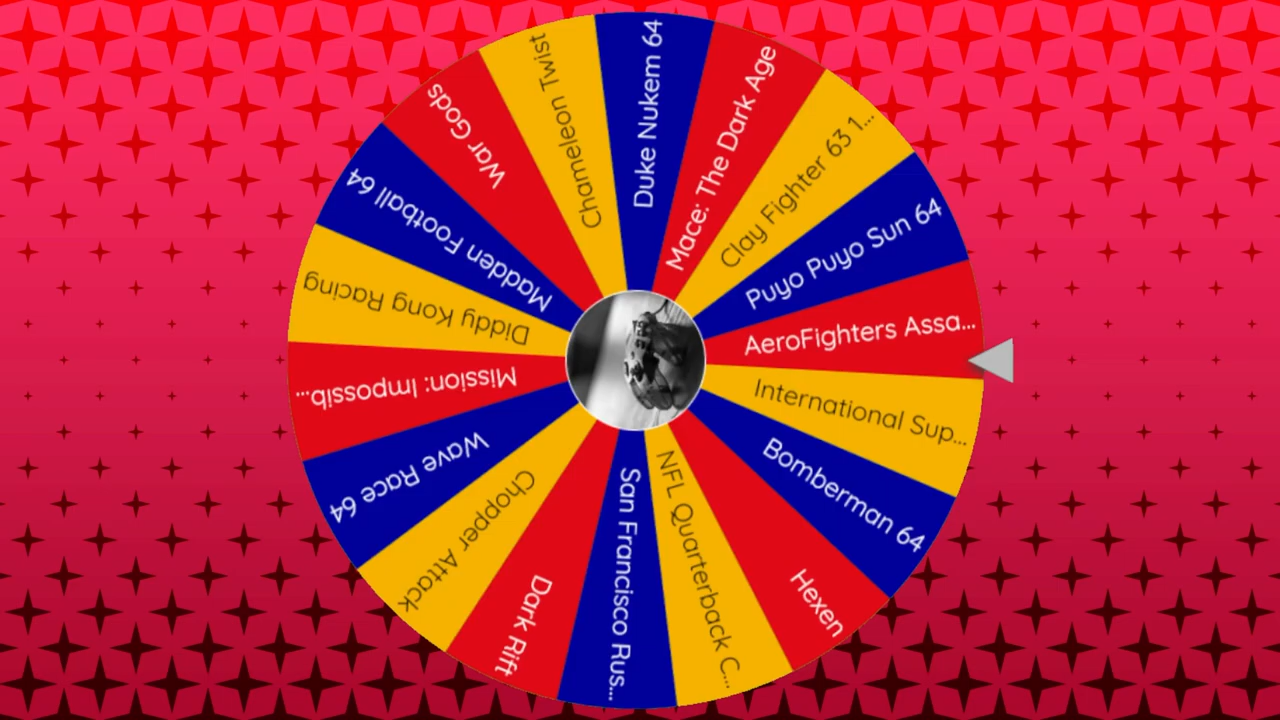 Duke Nukem 64
Mace: The Dark Age
Clay Fighter 63 1...
Puyo Puyo Sun 64
AeroFighters Assa...
International Sup...
Bomberman 64
Hexen
NFL Quarterback C...
San Francisco Rus...
Dark Rift
Chopper Attack
Wave Race 64
Mission: Impossib...
Diddy Kong Racing
Madden Football 64
War Gods
Chameleon Twist